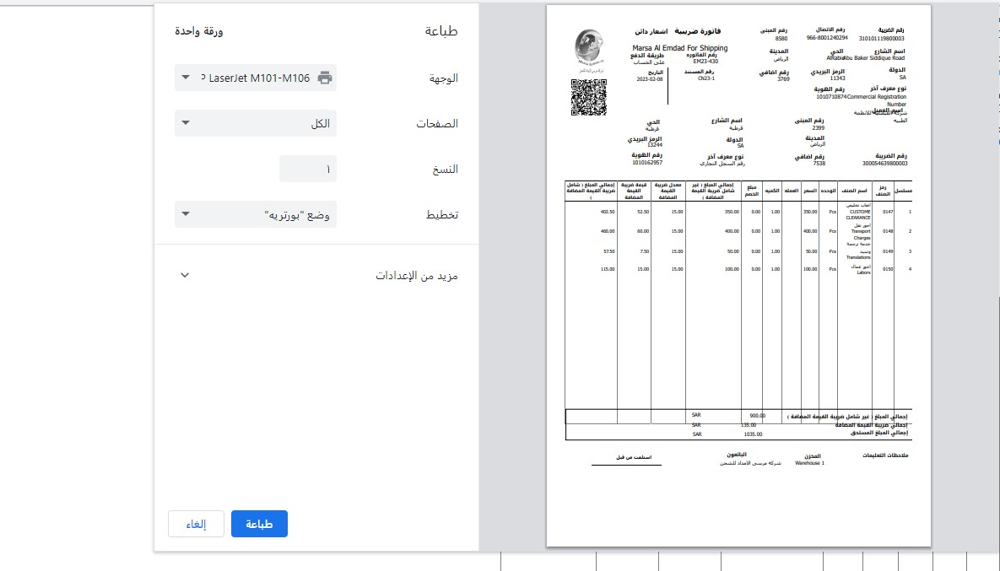 طباعة
ورقة واحدة
الوجهة
P LaserJet M101-M106
الصفحات
الكل
النسخ
١
تخطيط
وضع "بورتريه"
مزيد من الإعدادات
طباعة
إلغاء
فاتورة ضريبية اشعار دائن
Marsa Al Emdad For Shipping
طريقة الدفع
على الحساب
رقم الفاتوره
EM23-430
التاريخ
2023-02-08
رقم المستند
CN23-1
رقم الضريبة
310101119800003
رقم الاتصال
966-8001240294
رقم المبنى
8580
اسم الشارع
Abu Baker Siddique Road
الحي
AlRabie
المدينة
الرياض
الدولة
SA
الرمز البريدي
11343
رقم اضافي
3769
نوع معرف آخر
Commercial Registration
Number
رقم الهوية
1010710874
اسم العميل
الطبيه
رقم المبنى
2399
اسم الشارع
قرطبة
الحي
قرطبة
المدينة
الرياض
الدولة
SA
الرمز البريدي
13244
رقم الضريبة
300054639800003
رقم اضافي
7538
نوع معرف آخر
رقم السجل التجاري
رقم الهوية
1010162957
مسلسل رمز الصنف اسم الصنف الوحده السعر العمله الكميه مبلغ الخصم إجمالي المبلغ ( غير شامل ضريبة القيمة المضافة ) معدل ضريبة القيمة المضافة قيمة ضريبة القيمة المضافة إجمالي المبلغ ( شامل ضريبة القيمة المضافة )
1 0147 اتعاب تخليص CUSTOME CLEARANCE Pcs 350.00 1.00 0.00 350.00 15.00 52.50 402.50
2 0148 اجور نقل Transport Charges Pcs 400.00 1.00 0.00 400.00 15.00 60.00 460.00
3 0149 خدمة ترجمة Translations Pcs 50.00 1.00 0.00 50.00 15.00 7.50 57.50
4 0150 اجور عمال Labors Pcs 100.00 1.00 0.00 100.00 15.00 15.00 115.00
إجمالي المبلغ ( غير شامل ضريبة القيمة المضافة ) 900.00 SAR
إجمالي ضريبة القيمة المضافة 135.00 SAR
إجمالي المبلغ المستحق 1035.00 SAR
ملاحظات التعليمات
المخزن
Warehouse 1
البائعون
شركة مرسى الامداد للشحن
استلمت من قبل